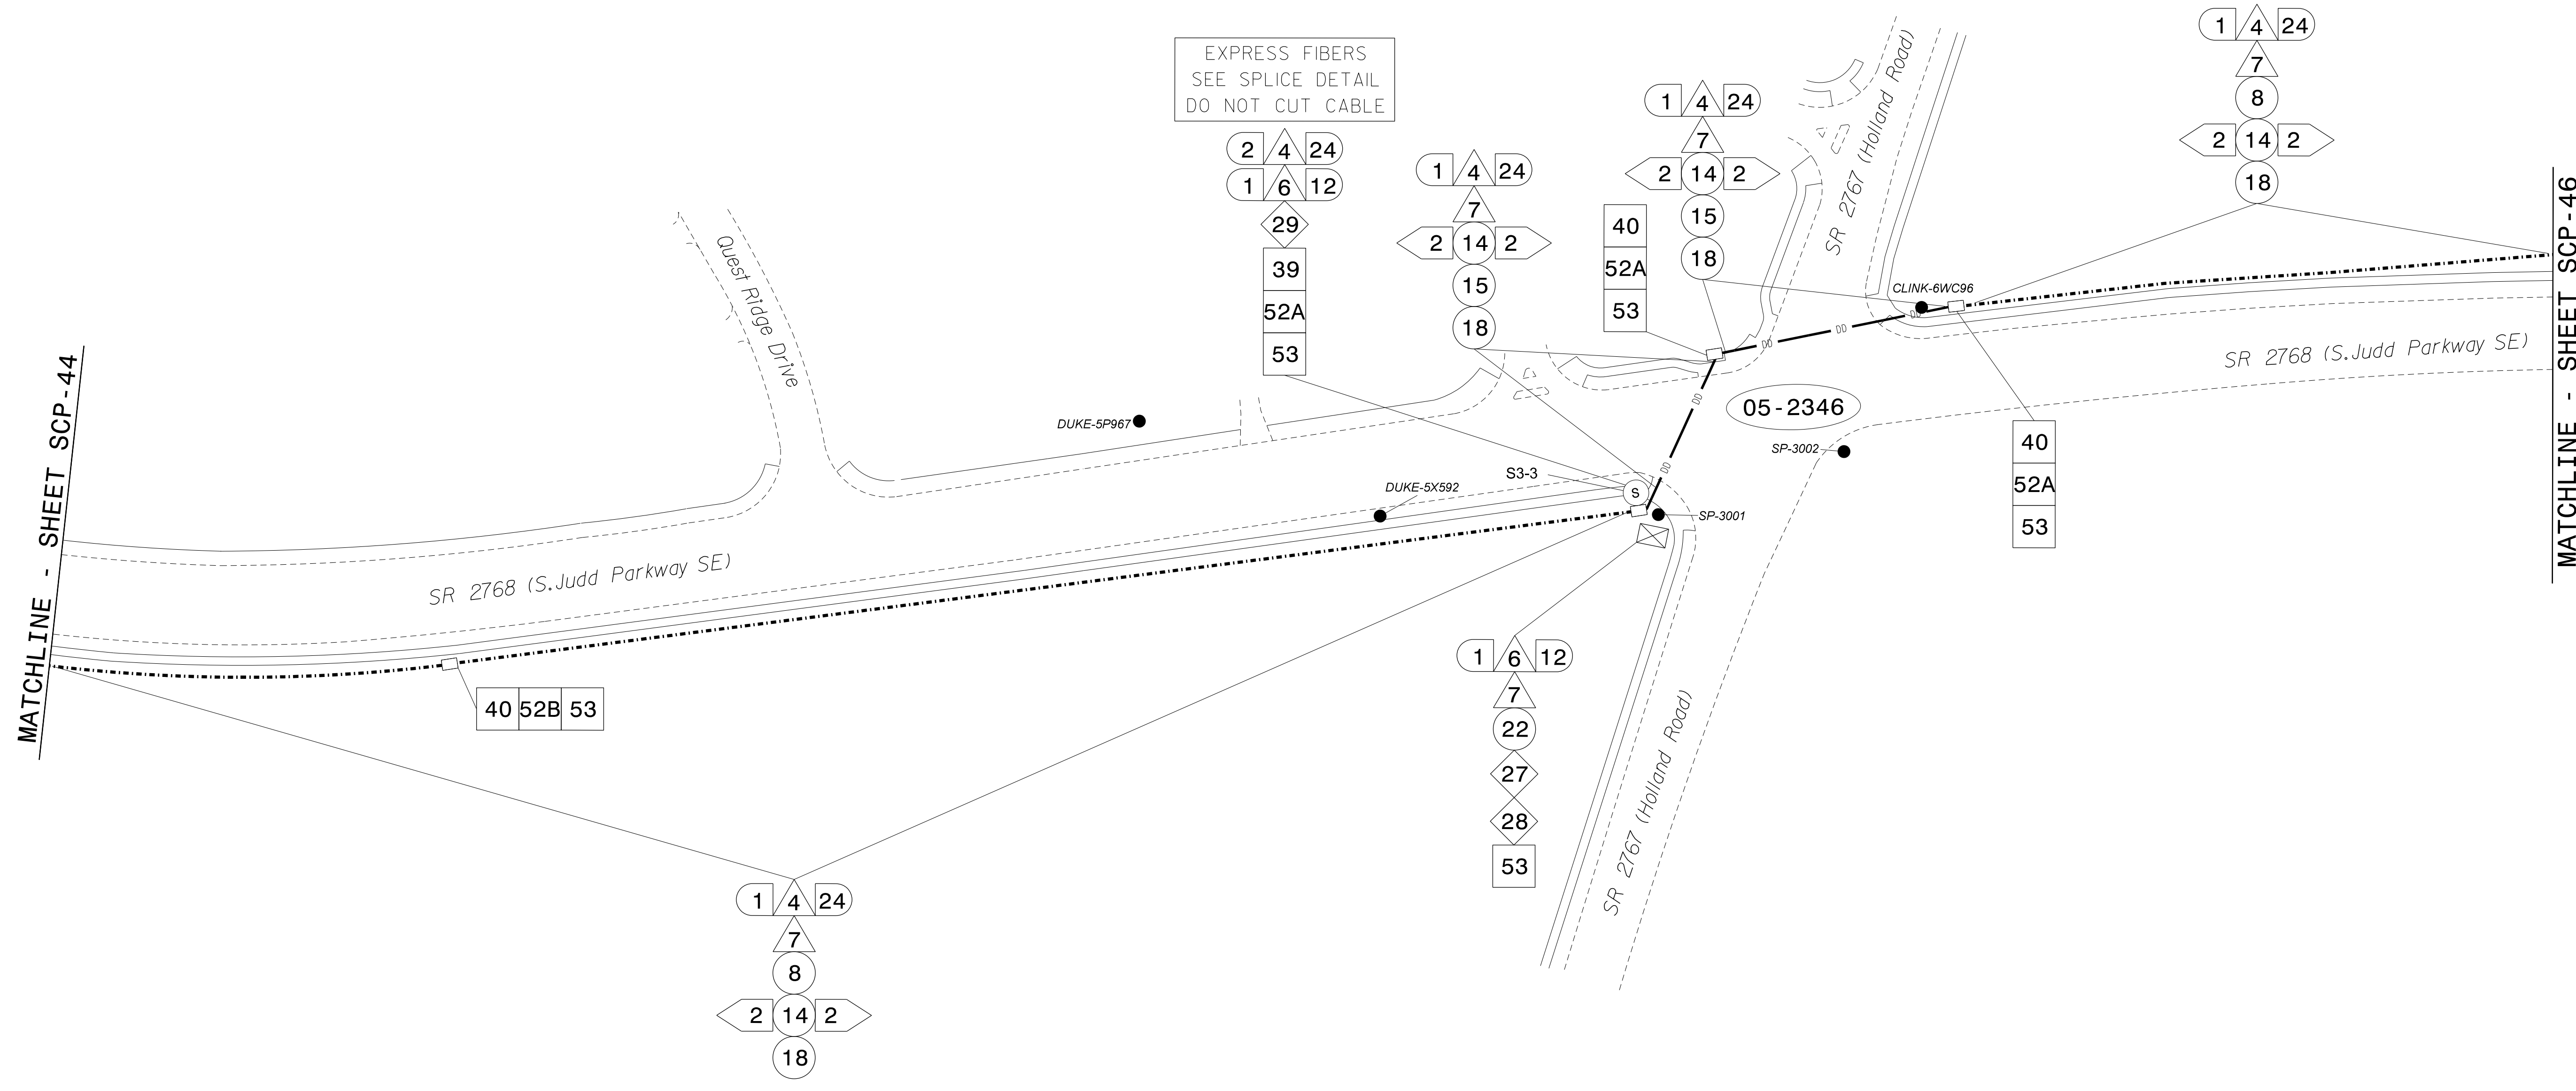 1 4 24
7
8
2 14 2
18
EXPRESS FIBERS
SEE SPLICE DETAIL
DO NOT CUT CABLE
2 4 24
1 6 12
29
39
52A
53
1 4 24
7
2 14 2
15
18
1 4 24
7
2 14 2
15
18
40
52A
53
SR 2767 (Holland Road)
MATCHLINE - SHEET SCP-46
Quest Ridge Drive
CLINK-6WC96
SR 2768 (S.Judd Parkway SE)
MATCHLINE - SHEET SCP-44
DUKE-5P967
05-2346
SP-3002
40
52A
53
S3-3
DUKE-5X592
S
SP-3001
SR 2768 (S.Judd Parkway SE)
40 52B 53
1 6 12
7
22
27
28
53
SR 2767 (Holland Road)
1 4 24
7
8
2 14 2
18